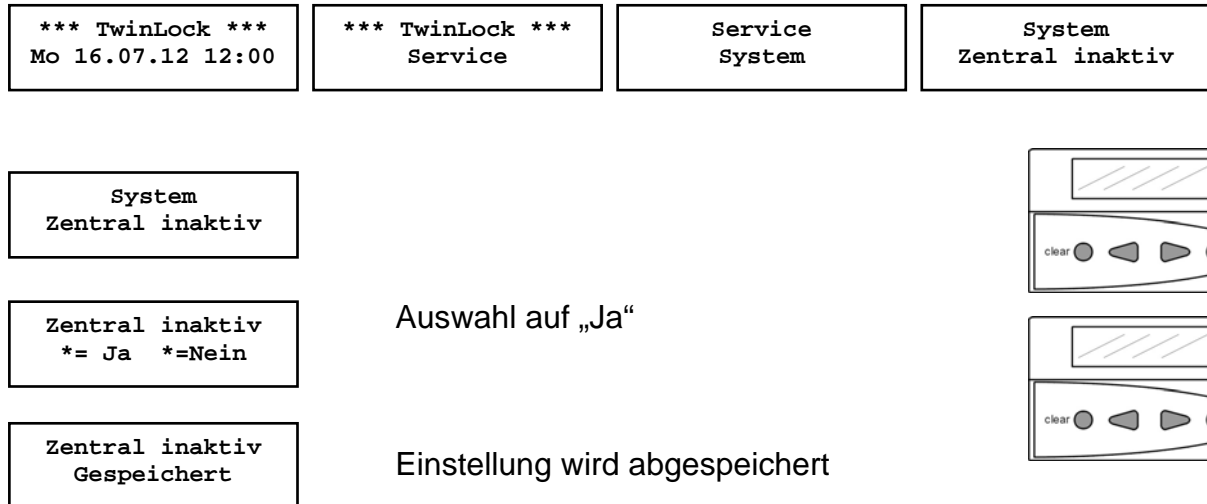 *** TwinLock ***
Mo 16.07.12 12:00
*** TwinLock ***
Service
Service
System
System
Zentral inaktiv
System
Zentral inaktiv
clear
Zentral inaktiv
*= Ja *=Nein
Auswahl auf „Ja“
clear
Zentral inaktiv
Gespeichert
Einstellung wird abgespeichert